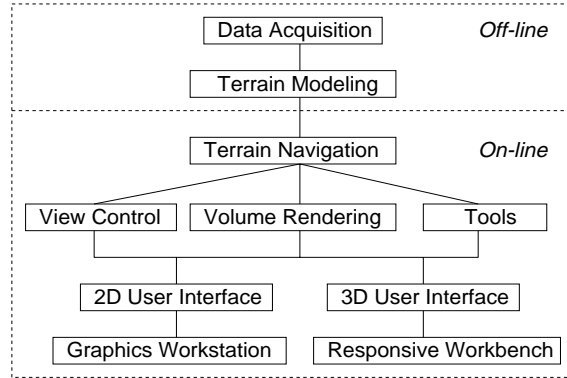 Data Acquisition
Off-line
Terrain Modeling
Terrain Navigation
On-line
View Control
Volume Rendering
Tools
2D User Interface
3D User Interface
Graphics Workstation
Responsive Workbench